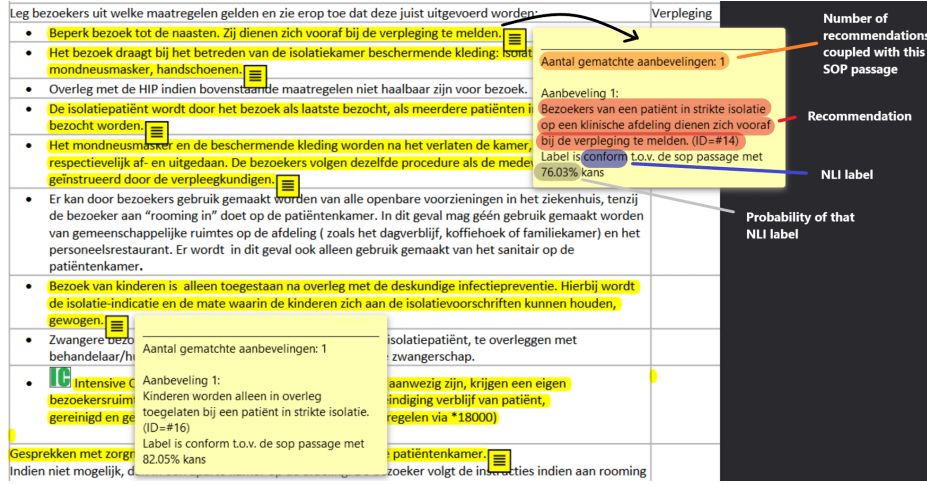 Leg bezoekers uit welke maatregelen gelden en zie erop toe dat deze juist uitgevoerd worden:
Verpleging
Beperk bezoek tot de naasten. Zij dienen zich vooraf bij de verpleging te melden.
Het bezoek draagt bij het betreden van de isolatiekamer beschermende kleding:
mondneusmasker, handschoenen.
Overleg met de HIP indien bovenstaande maatregelen niet haalbaar zijn voor bezoek.
De isolatiepatiënt wordt door het bezoek als laatste bezocht, als meerdere patiënten
bezocht worden.
Het mondneusmasker en de beschermende kleding worden na het verlaten de kamer,
respectievelijk af- en uitgedaan. De bezoekers volgen dezelfde procedure als de
geïnstrueerd door de verpleegkundigen.
Er kan door bezoekers gebruik gemaakt worden van alle openbare voorzieningen in het ziekenhuis, tenzij
de bezoeker aan “rooming in” doet op de patiëntenkamer. In dit geval mag géén gebruik gemaakt worden
van gemeenschappelijke ruimtes op de afdeling ( zoals het dagverblijf, koffiehoek of familiekamer) en het
personeelsrestaurant. Er wordt in dit geval ook alleen gebruik gemaakt van het sanitair op de
patiëntenkamer.
Bezoek van kinderen is alleen toegestaan na overleg met de deskundige infectiepreventie. Hierbij wordt
de isolatie-indicatie en de mate waarin de kinderen zich aan de isolatievoorschriften kunnen houden,
gewogen.
Zwangere isolatiepatiënt, te overleggen met
zwangerschap.
IC Intensive aanwezig zijn, krijgen een eigen
verblijf van patiënt,
gereinigd en via *18000)
Gesprekken met patiëntenkamer.
Indien niet mogelijk, volgt de instructies indien aan rooming
Aantal gematchte aanbevelingen: 1
Aanbeveling 1:
Bezoekers van een patiënt in strikte isolatie
op een klinische afdeling dienen zich vooraf
bij de verpleging te melden. (ID=#14)
Label is conform t.o.v. de sop passage met
76.03% kans
Number of
recommendations
coupled with this
SOP passage
Recommendation
NLI label
Probability of that
NLI label
Aantal gematchte aanbevelingen: 1
Aanbeveling 1:
Kinderen worden alleen in overleg
toegelaten bij een patiënt in strikte isolatie.
(ID=#16)
Label is conform t.o.v. de sop passage met
82.05% kans